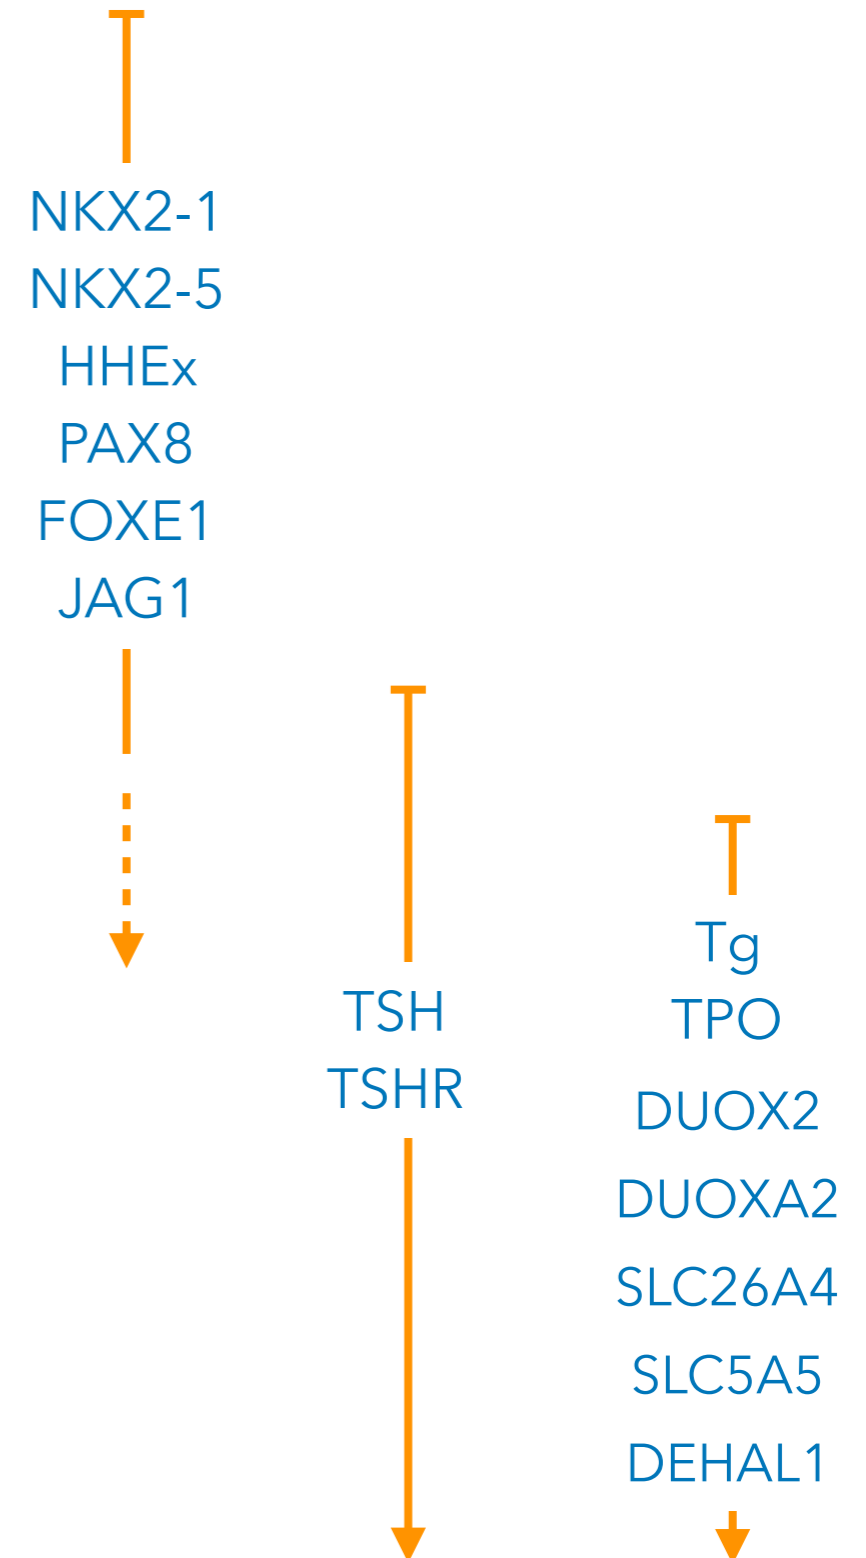 NKX2-1
NKX2-5
HHEx
PAX8
FOXE1
JAG1
TSH
TSHR
Tg
TPO
DUOX2
DUOXA2
SLC26A4
SLC5A5
DEHAL1